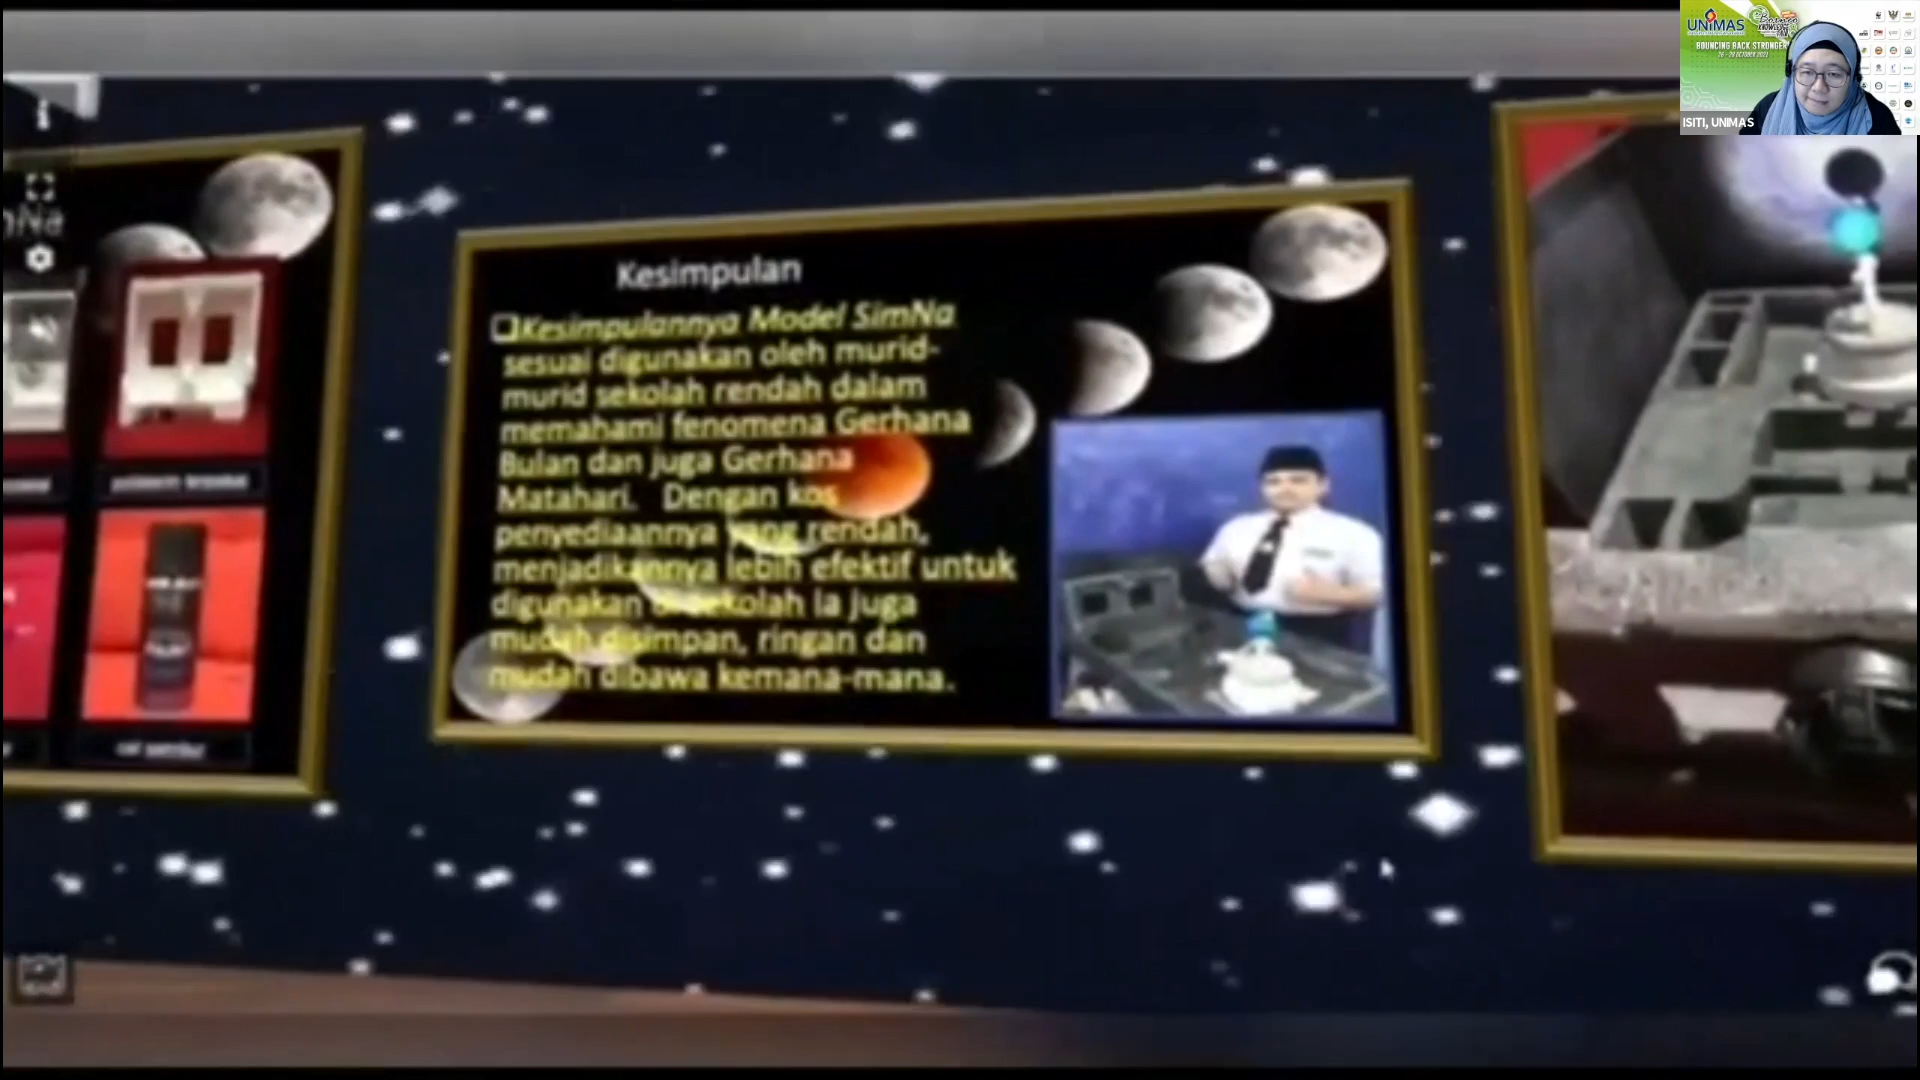 UNIMAS
BOUNCING BACK STRONGER
ISITI, UNIMAS
Kesimpulan
Kesimpulannya Model SimNa
sesuai digunakan oleh murid-
murid sekolah rendah dalam
memahami fenomena Gerhana
Bulan dan juga Gerhana
Matahari. Dengan kos
penyediaannya yang rendah,
menjadikannya lebih efektif untuk
digunakan di sekolah Ia juga
mudah disimpan, ringan dan
mudah dibawa kemana-mana.